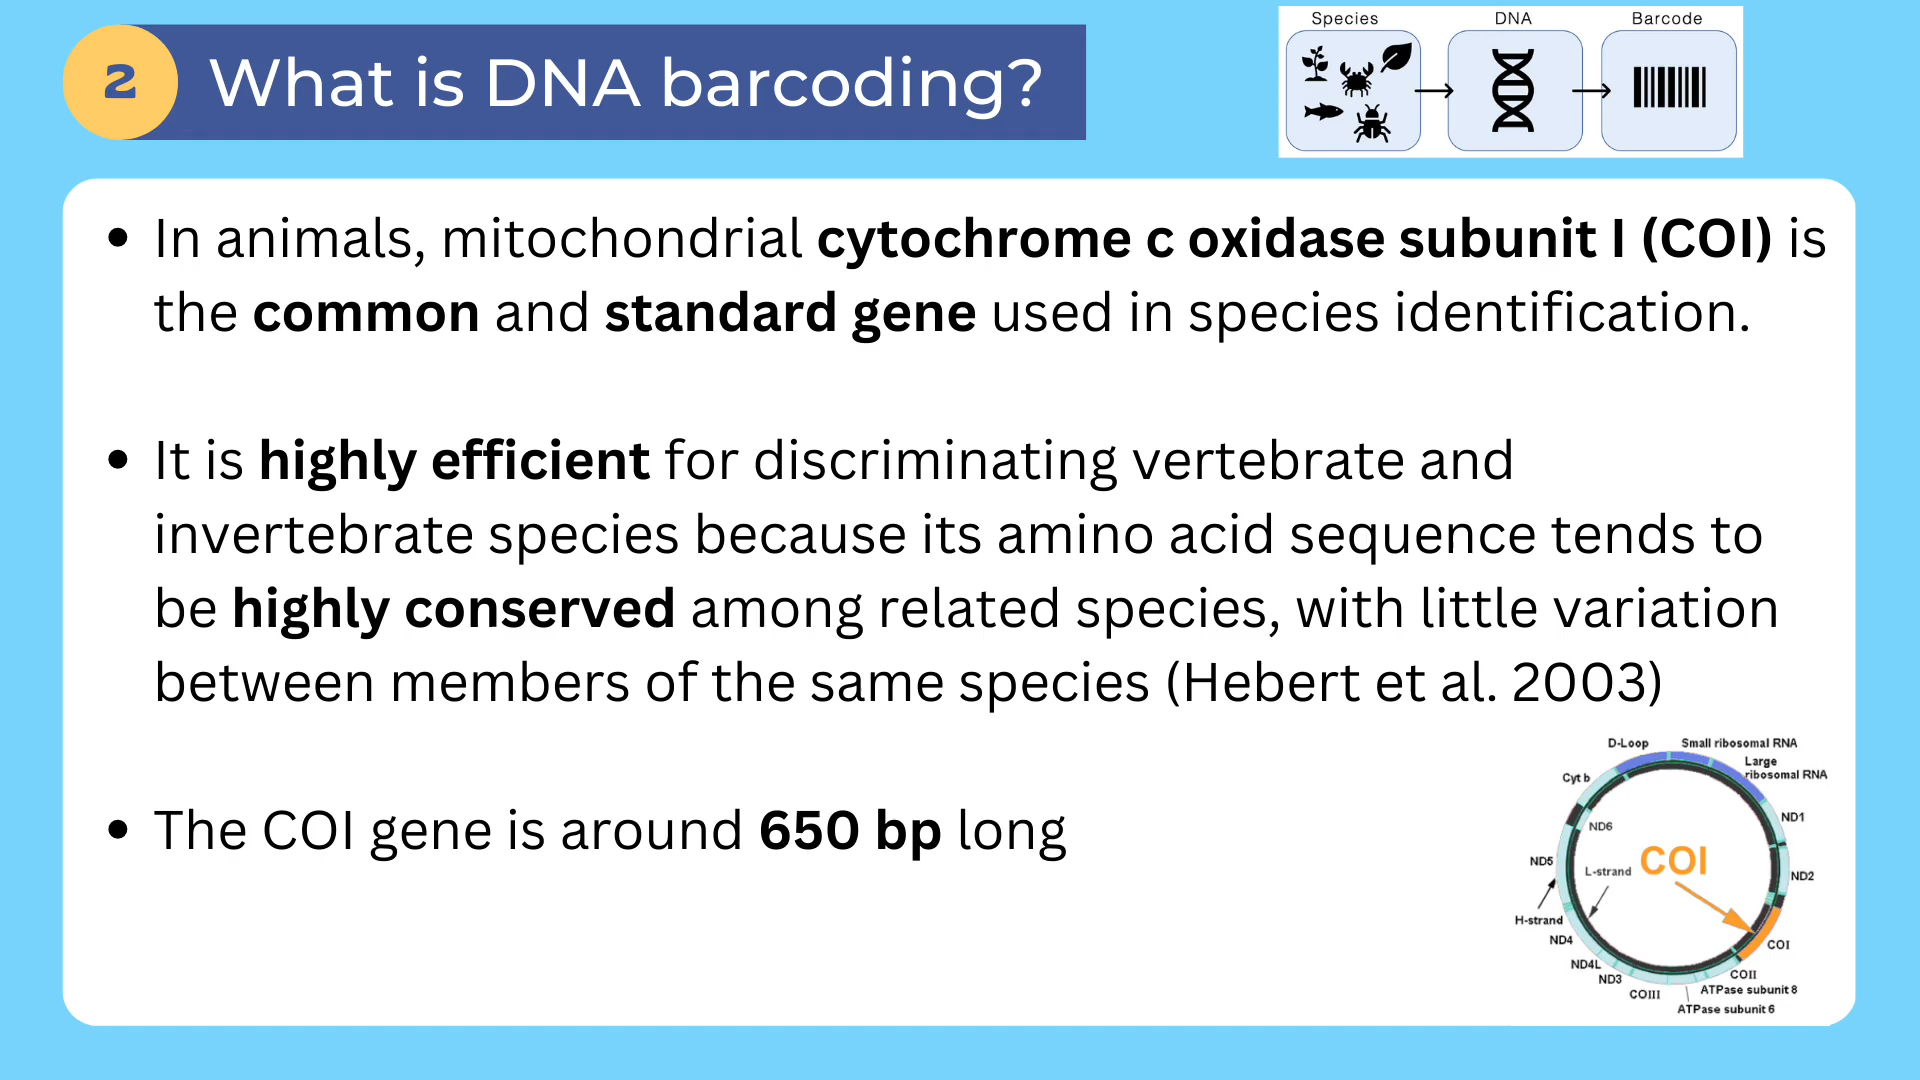 2
What is DNA barcoding?
Species
DNA
Barcode
• In animals, mitochondrial cytochrome c oxidase subunit I (COI) is
the common and standard gene used in species identification.
• It is highly efficient for discriminating vertebrate and
invertebrate species because its amino acid sequence tends to
be highly conserved among related species, with little variation
between members of the same species (Hebert et al. 2003)
• The COI gene is around 650 bp long
D-Loop
Small ribosomal RNA
Large
ribosomal RNA
Cyt b
ND1
ND6
ND5
COI
L-strand
ND2
H-strand
ND4
COI
ND4L
COII
ND3
ATPase subunit 8
COIII
ATPase subunit 6